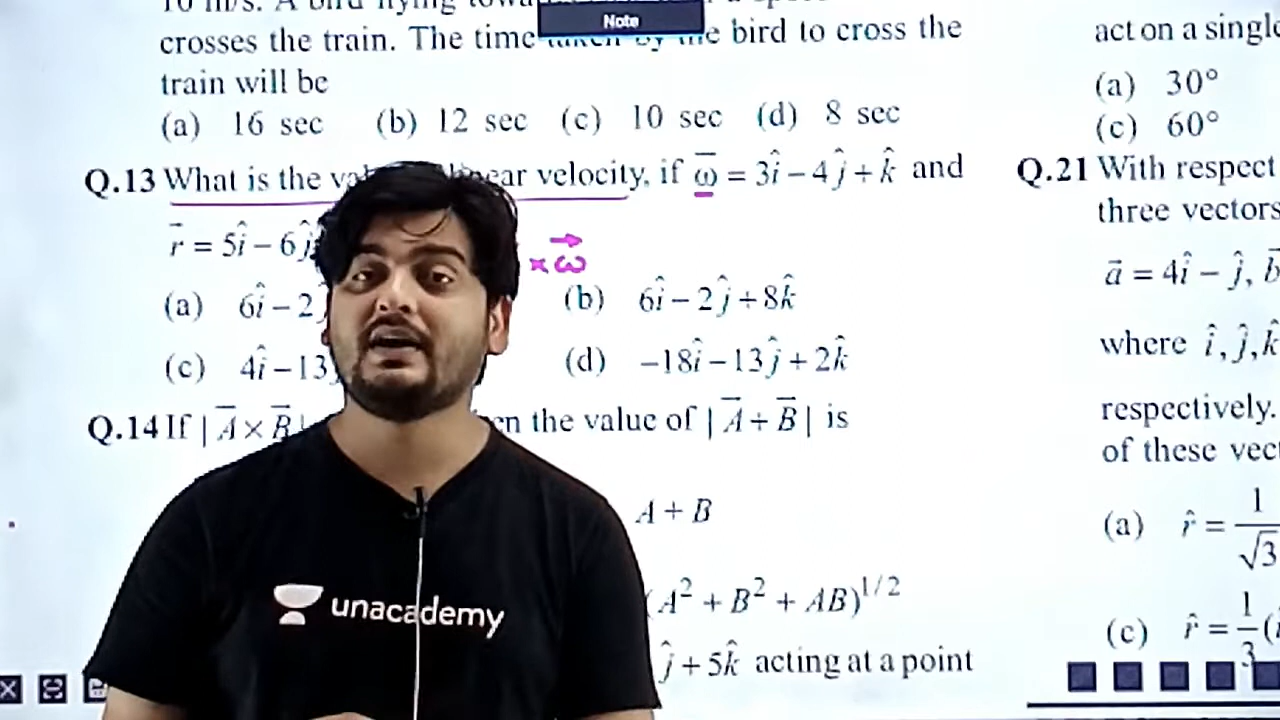 Note
crosses the train. The time taken by the bird to cross the
train will be
(a) 16 sec (b) 12 sec (c) 10 sec (d) 8 sec
Q.13 What is the linear velocity, if ω̄ = 3î − 4ĵ + k̂ and
r⃗ = 5î − 6ĵ
× ω⃗
(a) 6î − 2ĵ (b) 6î − 2ĵ + 8k̂
(c) 4î − 13 (d) −18î − 13ĵ + 2k̂
Q.14 If | A̅ × B̅ | the value of | A̅ + B̅ | is
A + B
(A² + B² + AB)^1/2
ĵ + 5k̂ acting at a point
act on a single
(a) 30°
(c) 60°
Q.21 With respect
three vectors
a⃗ = 4î − ĵ, b⃗
where î, ĵ, k̂
respectively.
of these
(a) r̂ = 1/√3
(c) r̂ = 1/3 (
unacademy